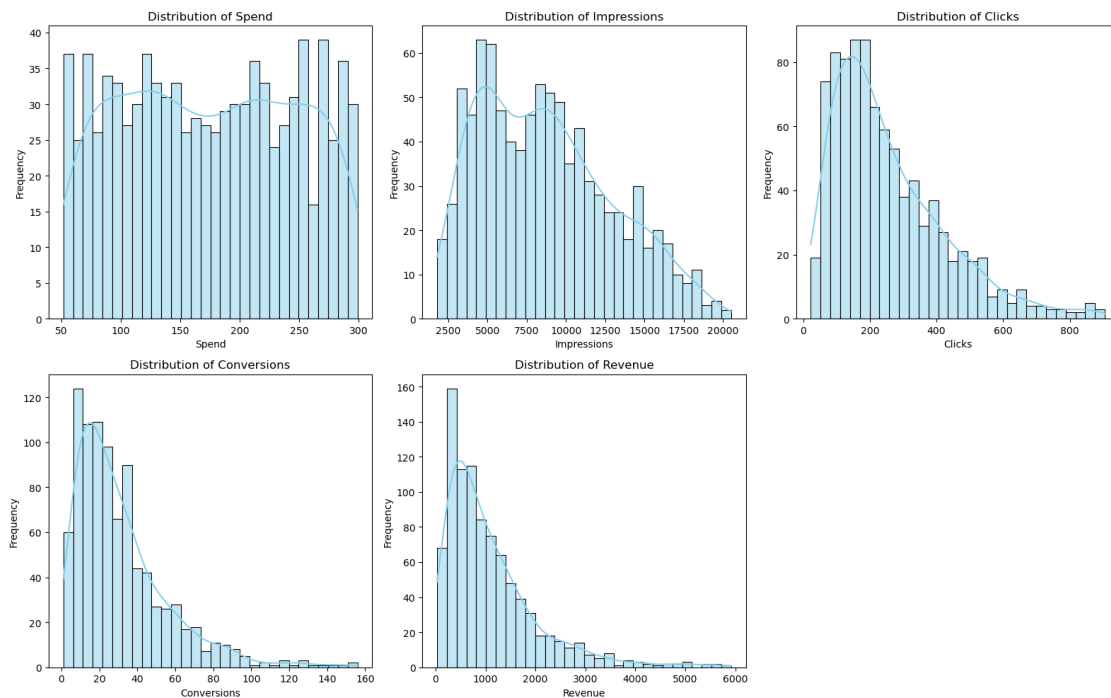 Distribution of Spend
40
35
30
25
20
15
10
5
0
Frequency
50 100 150 200 250 300
Spend
Distribution of Impressions
60
50
40
30
20
10
0
Frequency
2500 5000 7500 10000 12500 15000 17500 20000
Impressions
Distribution of Clicks
80
60
40
20
0
Frequency
0 200 400 600 800
Clicks
Distribution of Conversions
120
100
80
60
40
20
0
Frequency
0 20 40 60 80 100 120 140 160
Conversions
Distribution of Revenue
160
140
120
100
80
60
40
20
0
Frequency
0 1000 2000 3000 4000 5000 6000
Revenue